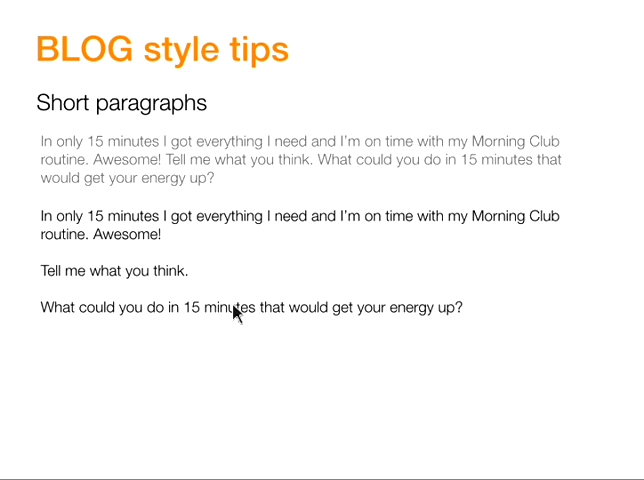 BLOG style tips
Short paragraphs
In only 15 minutes I got everything I need and I'm on time with my Morning Club
routine. Awesome! Tell me what you think. What could you do in 15 minutes that
would get your energy up?
In only 15 minutes I got everything I need and I'm on time with my Morning Club
routine. Awesome!
Tell me what you think.
What could you do in 15 minutes that would get your energy up?